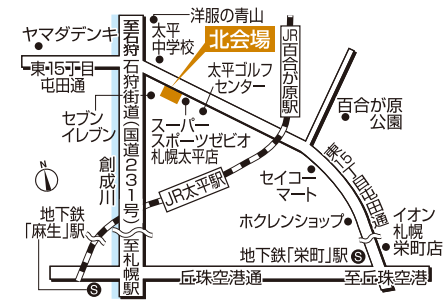 洋服の青山
至石狩
太平
中学校
北会場
ヤマダデンキ
東15丁目
屯田通
石狩街道(国道231号)
太平ゴルフ
センター
JR百合が原駅
百合が原
公園
セブン
イレブン
スーパー
スポーツゼビオ
札幌太平店
N
創成川
JR太平駅
セイコー
マート
東15丁目屯田通
地下鉄
「麻生」駅
ホクレンショップ
イオン
札幌
栄町店
地下鉄「栄町」駅
S
至札幌駅
S
丘珠空港通
至丘珠空港